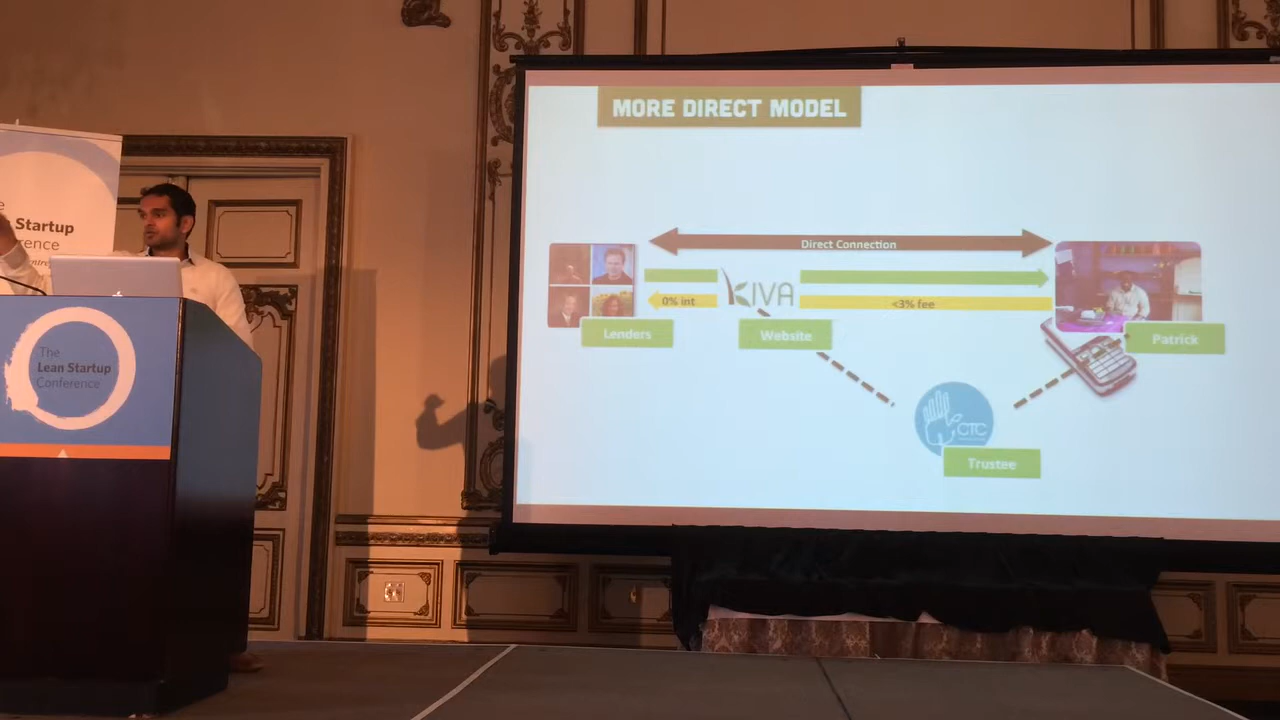 e
n Startup
rence
MORE DIRECT MODEL
Direct Connection
0% int
KIVA
<3% fee
Lenders
Website
Patrick
CTC
Trustee
The
Lean Startup
Conference